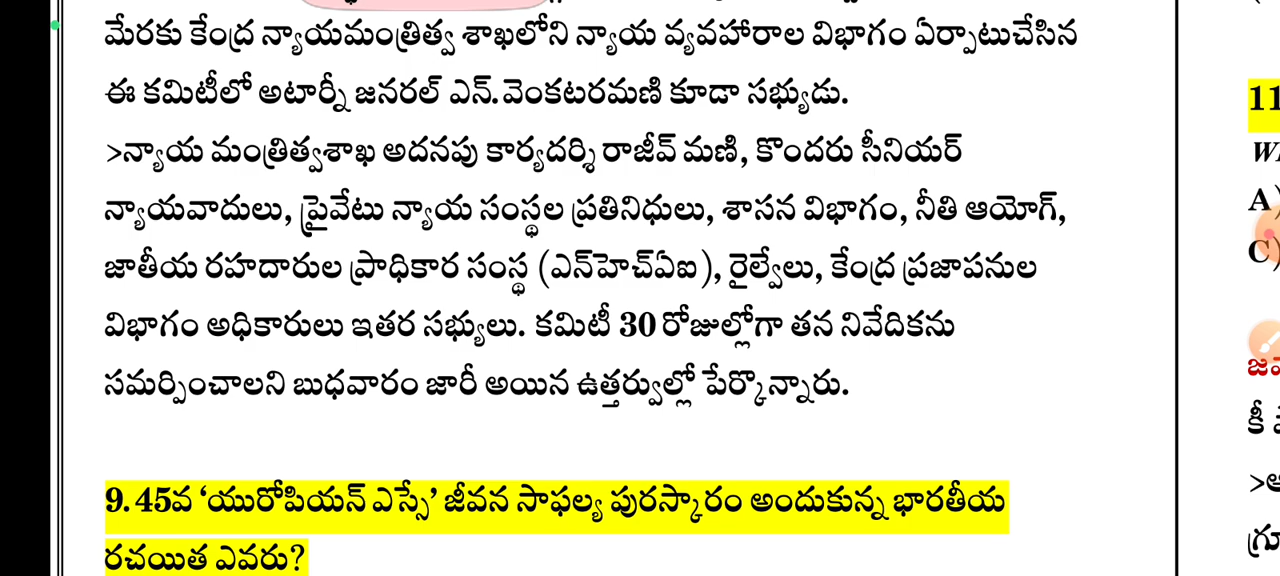 మేరకు కేంద్ర న్యాయమంత్రిత్వ శాఖలోని న్యాయ వ్యవహారాల విభాగం ఏర్పాటుచేసిన
ఈ కమిటీలో అటార్నీ జనరల్ ఎన్.వెంకటరమణి కూడా సభ్యుడు.
>న్యాయ మంత్రిత్వశాఖ అదనపు కార్యదర్శి రాజీవ్ మణి, కొందరు సీనియర్
న్యాయవాదులు, ప్రైవేటు న్యాయ సంస్థల ప్రతినిధులు, శాసన విభాగం, నీతి ఆయోగ్,
జాతీయ రహదారుల ప్రాధికార సంస్థ (ఎన్‌హెచ్‌ఏఐ), రైల్వేలు, కేంద్ర ప్రజాపనుల
విభాగం అధికారులు ఇతర సభ్యులు. కమిటీ 30 రోజుల్లోగా తన నివేదికను
సమర్పించాలని బుధవారం జారీ అయిన ఉత్తర్వుల్లో పేర్కొన్నారు.
9. 45వ ‘యురోపియన్ ఎస్సే’ జీవన సాఫల్య పురస్కారం అందుకున్న భారతీయ
రచయిత ఎవరు?
11
A)
C)
కీ